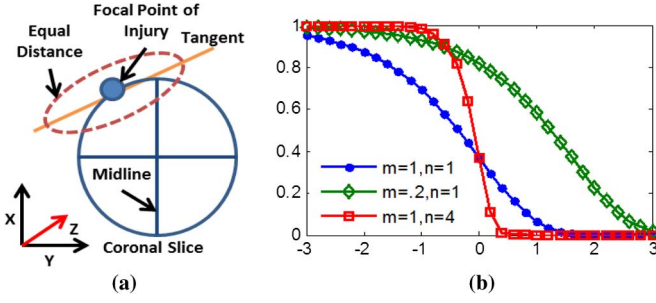 Focal Point of
Injury
Equal
Distance
Tangent
Midline
X
Z
Y
Coronal Slice
(a)
1
0.8
0.6
0.4
0.2
0
m=1,n=1
m=.2,n=1
m=1,n=4
-3 -2 -1 0 1 2 3
(b)